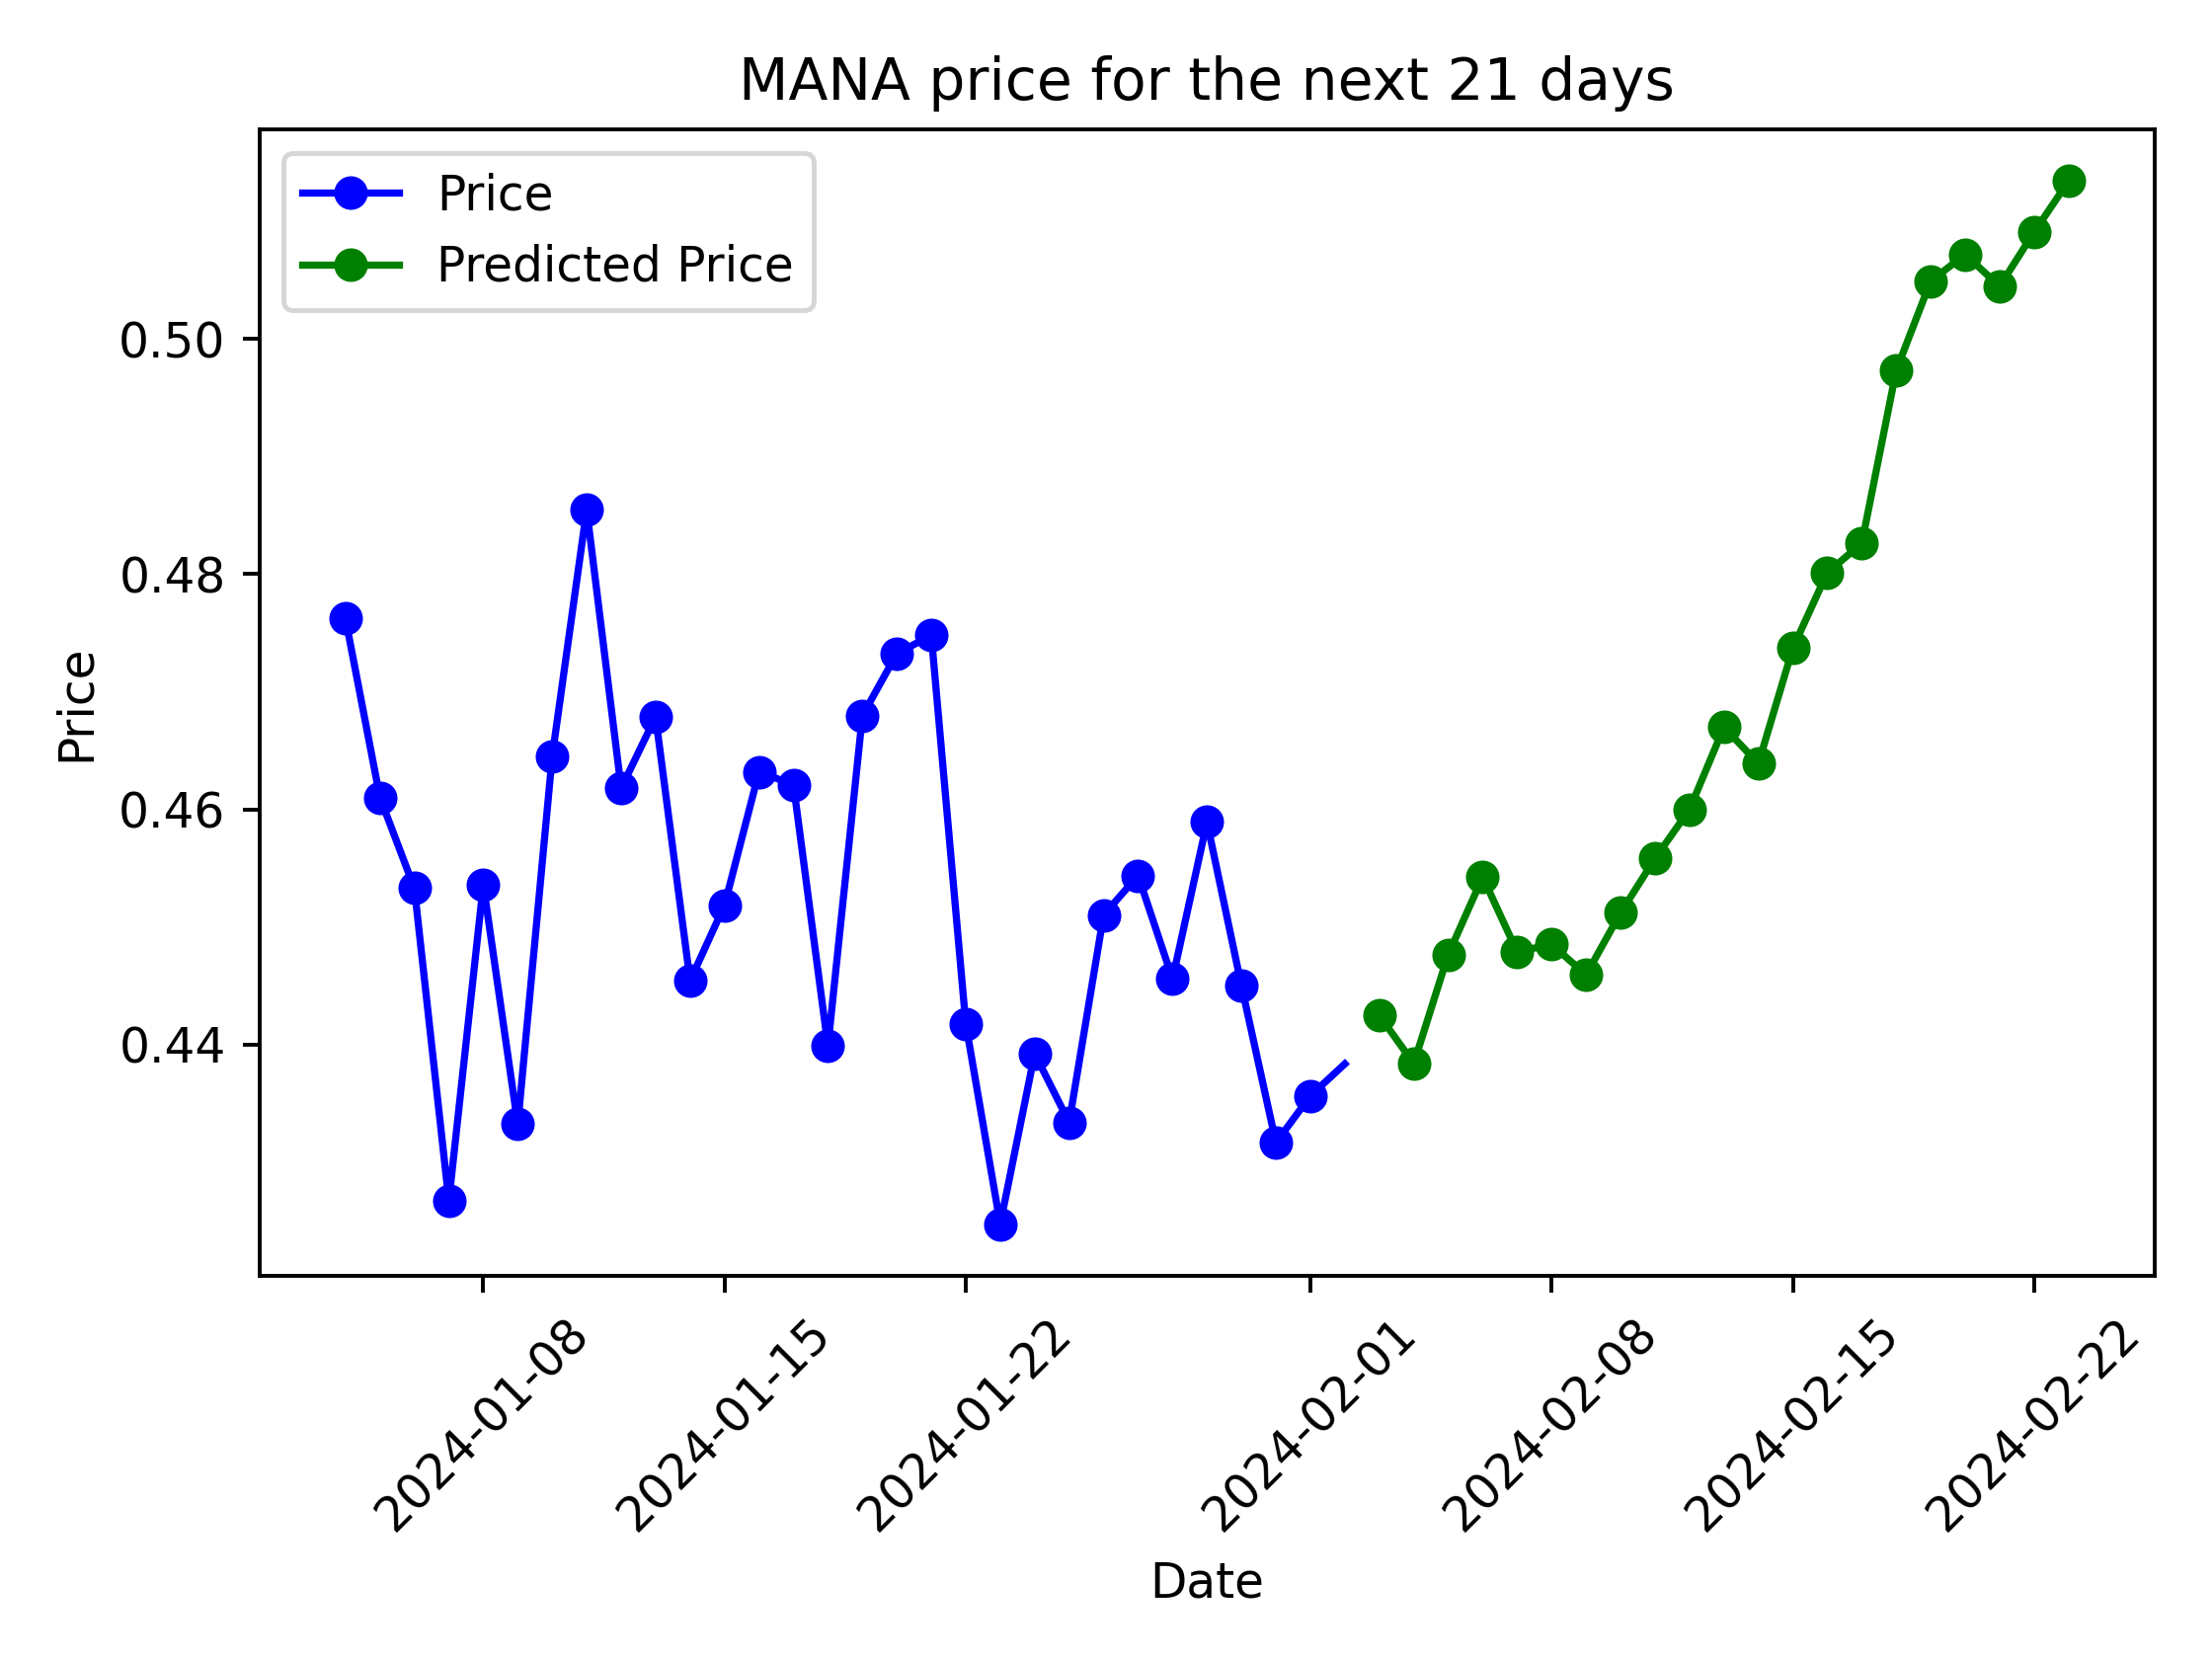 MANA price for the next 21 days
Price
Predicted Price
0.50
0.48
0.46
0.44
Price
2024-01-08
2024-01-15
2024-01-22
2024-02-01
2024-02-08
2024-02-15
2024-02-22
Date